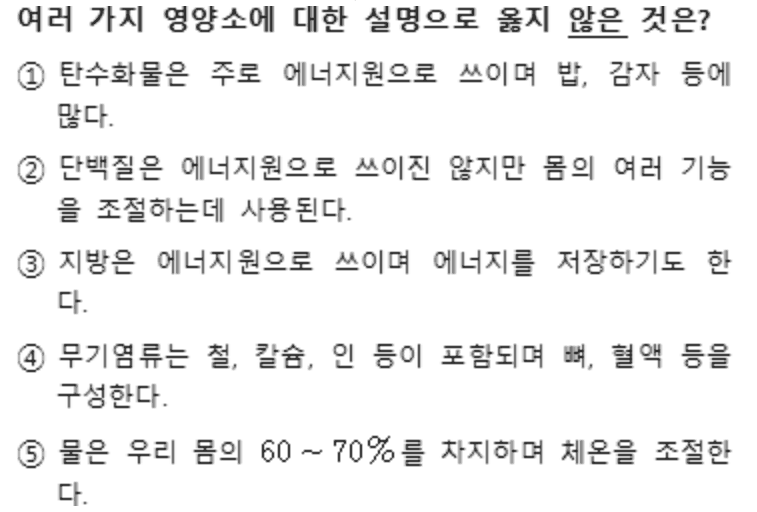 여러 가지 영양소에 대한 설명으로 옳지 않은 것은?
① 탄수화물은 주로 에너지원으로 쓰이며 밥, 감자 등에
많다.
② 단백질은 에너지원으로 쓰이진 않지만 몸의 여러 기능
을 조절하는데 사용된다.
③ 지방은 에너지원으로 쓰이며 에너지를 저장하기도 한
다.
④ 무기염류는 철, 칼슘, 인 등이 포함되며 뼈, 혈액 등을
구성한다.
⑤ 물은 우리 몸의 60 ~ 70%를 차지하며 체온을 조절한
다.